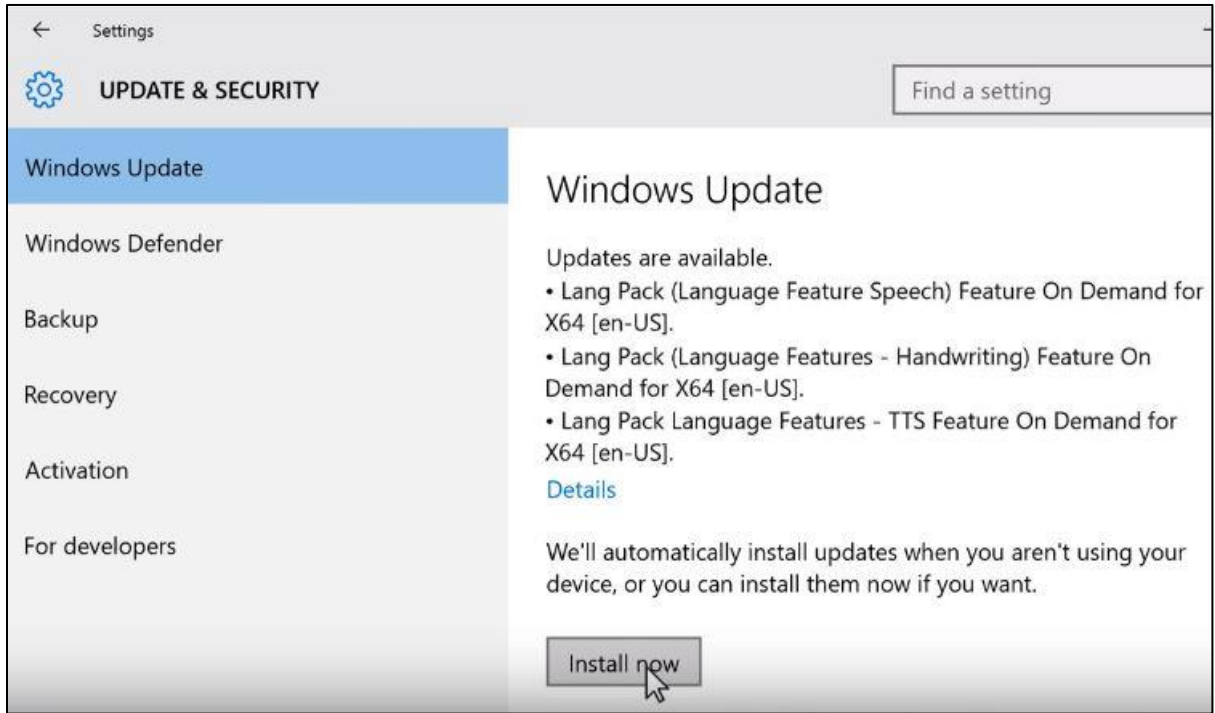 Settings
UPDATE & SECURITY
Find a setting
Windows Update
Windows Defender
Backup
Recovery
Activation
For developers
Windows Update
Updates are available.
• Lang Pack (Language Feature Speech) Feature On Demand for
X64 [en-US].
• Lang Pack (Language Features - Handwriting) Feature On
Demand for X64 [en-US].
• Lang Pack Language Features - TTS Feature On Demand for
X64 [en-US].
Details
We'll automatically install updates when you aren't using your
device, or you can install them now if you want.
Install now